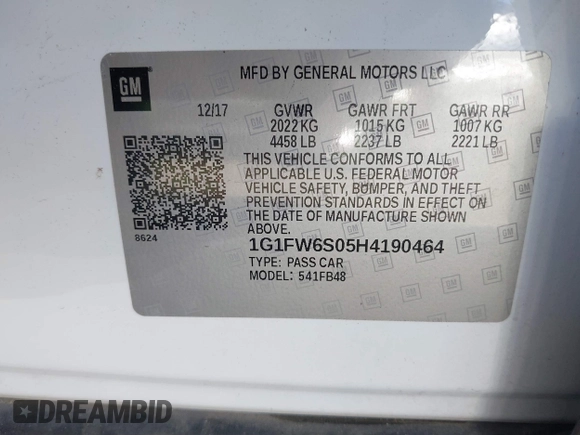 GM
MFD BY GENERAL MOTORS LLC
12/17 GVWR GAWR FRT GAWR RR
2022 KG 1015 KG 1007 KG
4458 LB 2237 LB 2221 LB
THIS VEHICLE CONFORMS TO ALL
APPLICABLE U.S. FEDERAL MOTOR
VEHICLE SAFETY, BUMPER, AND THEFT
PREVENTION STANDARDS IN EFFECT ON
THE DATE OF MANUFACTURE SHOWN
ABOVE.
8624
1G1FW6S05H4190464
TYPE: PASS CAR
MODEL: 541FB48
DREAMBID